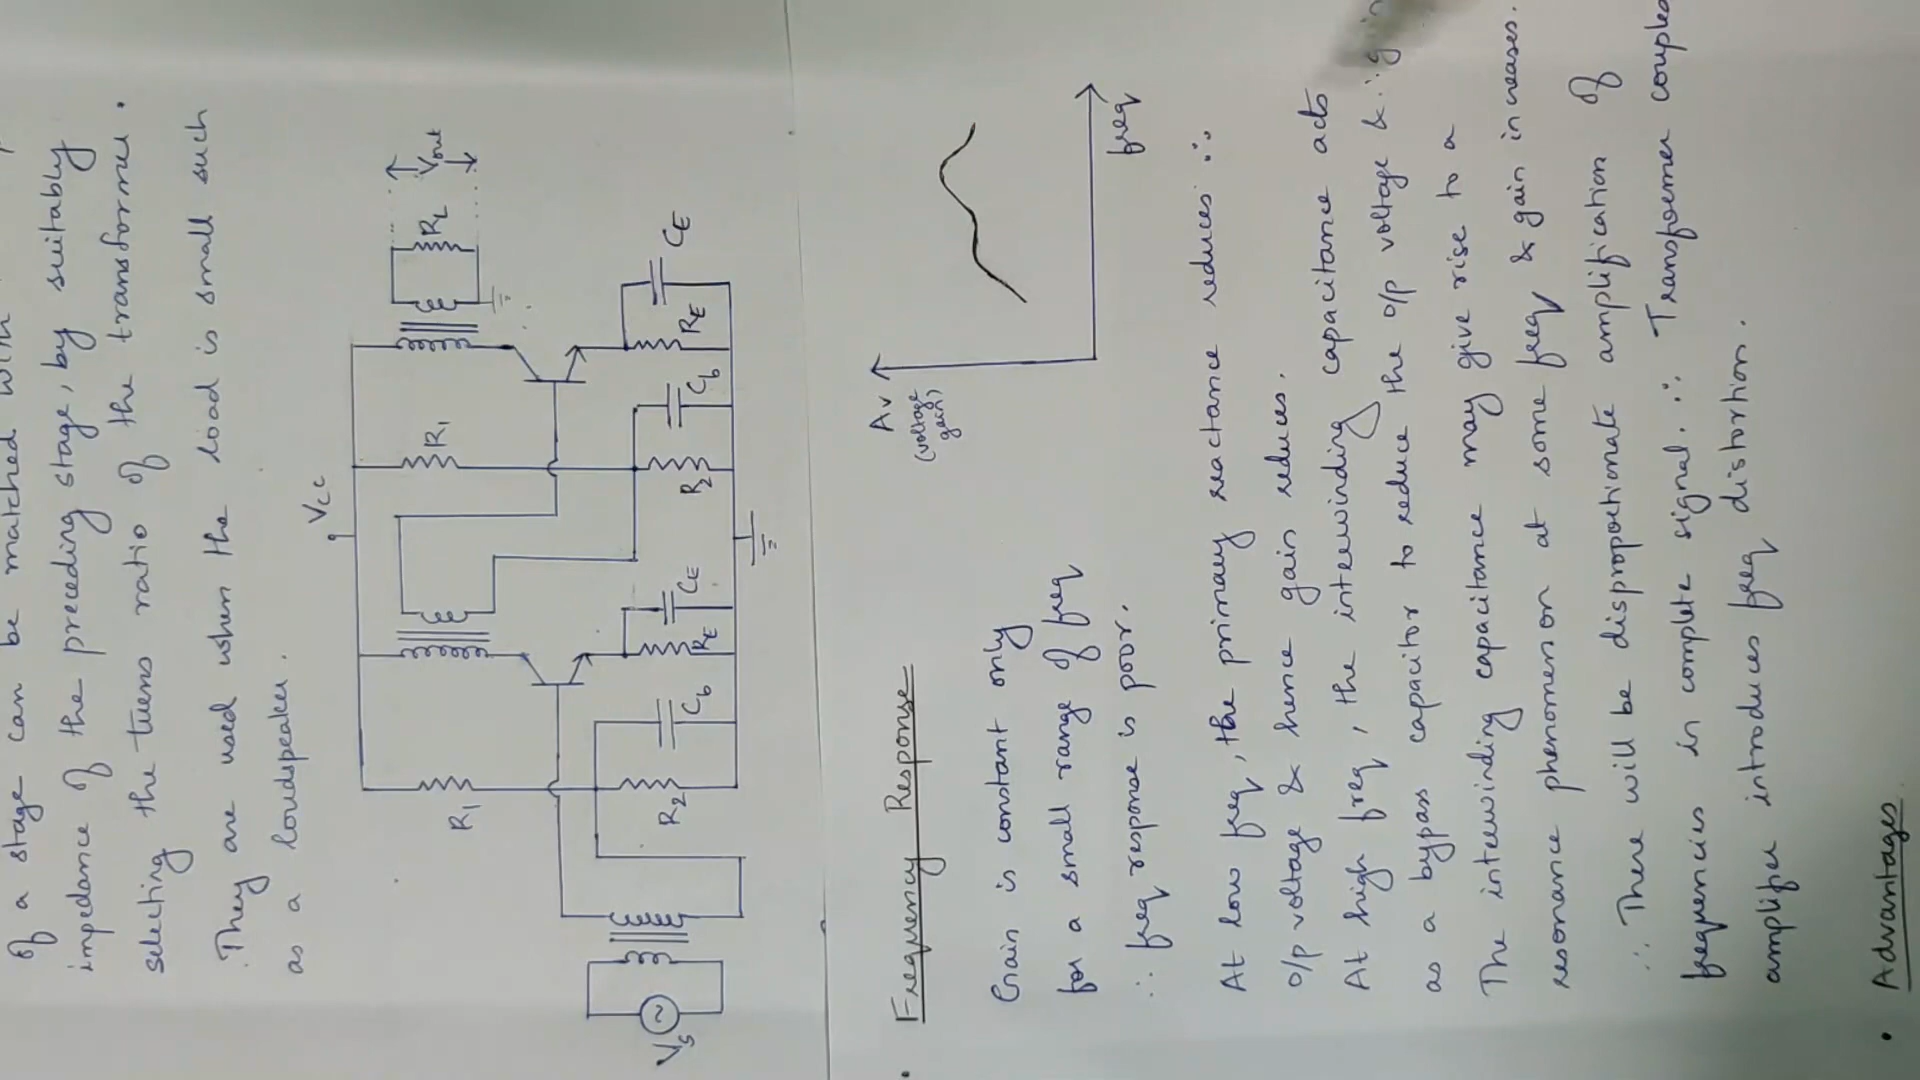 of a stage can be matched with
impedance of the preceding stage, by suitably
selecting the turns ratio of the transformer.
They are used when the load is small such
as a loudspeaker.
VCC
R1
R1
RL
Vout
R2
Cb
RE
CE
R2
Cb
RE
CE
VS
• Frequency Response
Gain is constant only
for a small range of freq
∴ freq response is poor.
Av
(voltage
gain)
freq
At low freq, the primary reactance reduces ∴
o/p voltage & hence gain reduces.
At high freq, the interwinding capacitance acts
as a bypass capacitor to reduce the o/p voltage & ∴
The interwinding capacitance may give rise to a
resonance phenomenon at some freq & gain increases.
∴ There will be disproportionate amplification of
frequencies in complete signal. ∴ Transformer coupled
amplifier introduces freq distortion.
• Advantages